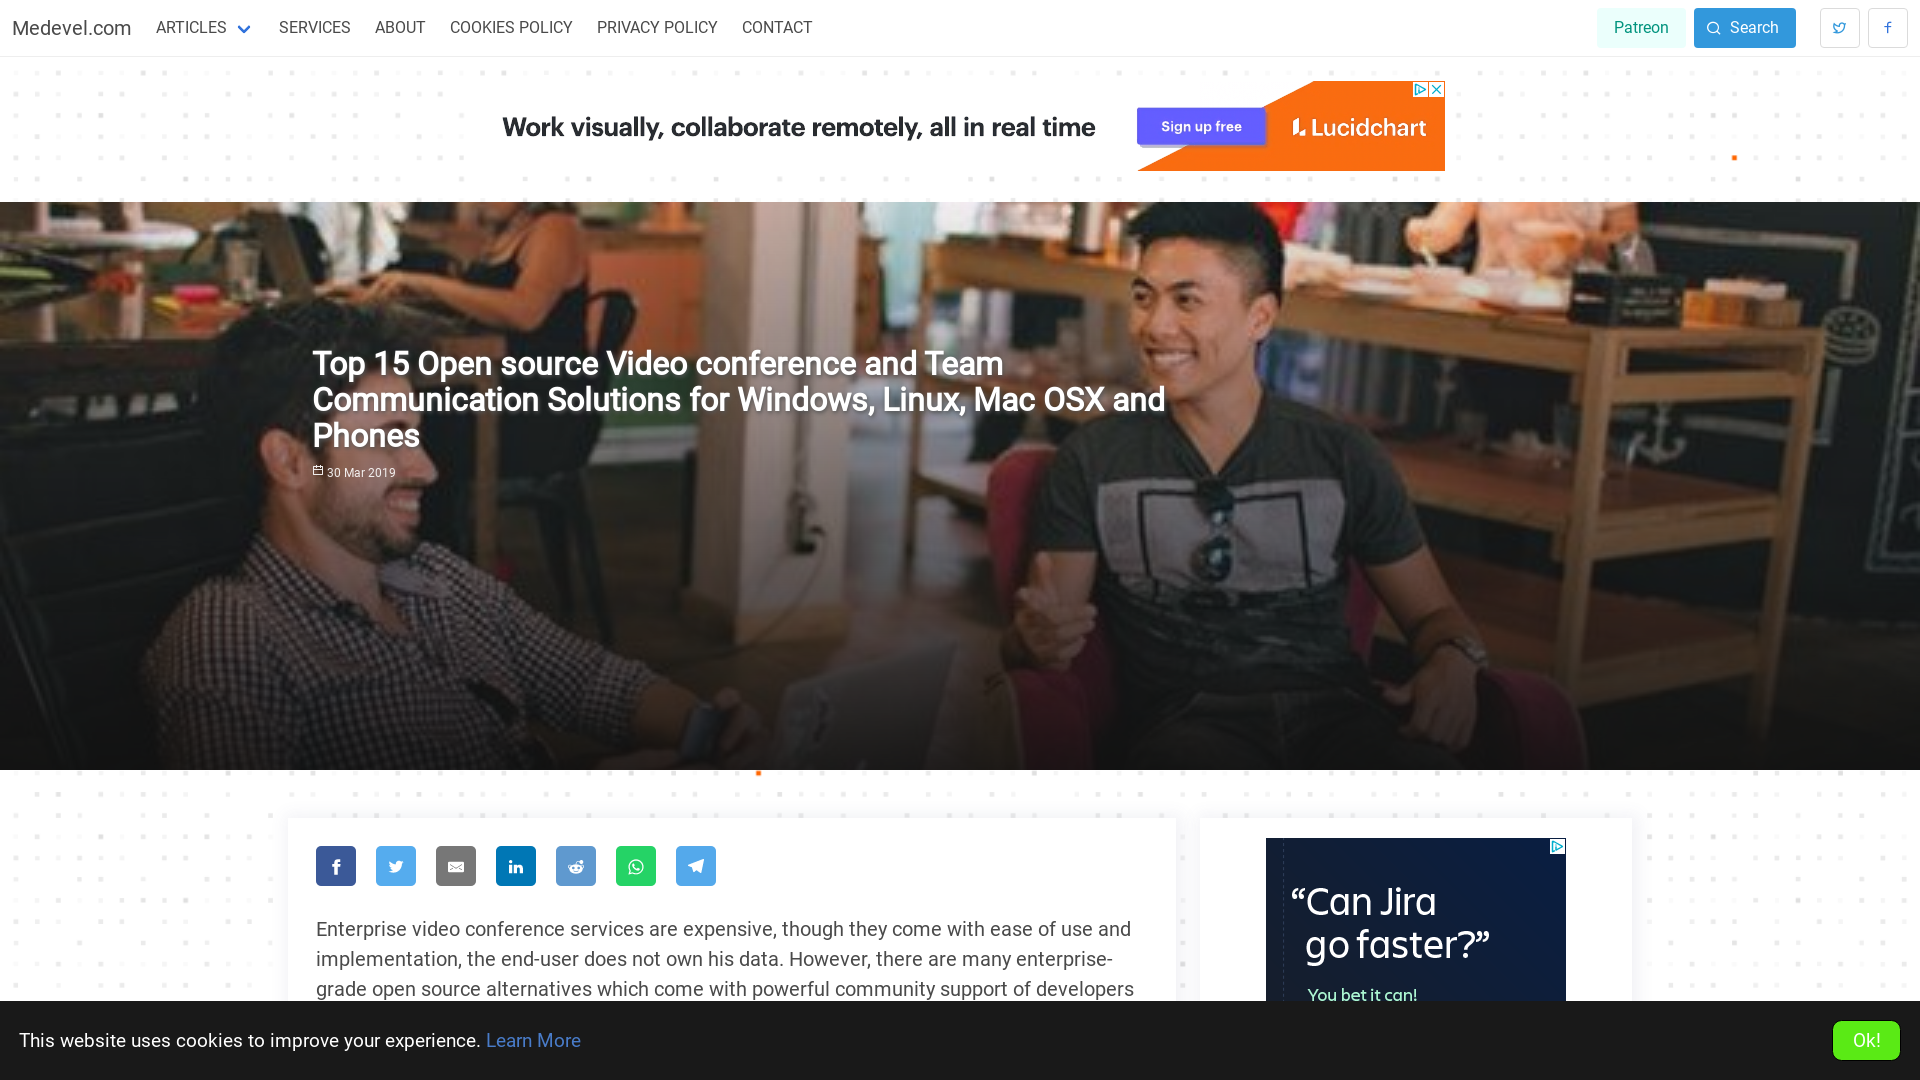 Medevel.com
ARTICLES
SERVICES
ABOUT
COOKIES POLICY
PRIVACY POLICY
CONTACT
Patreon
Search
Work visually, collaborate remotely, all in real time
Sign up free
Lucidchart
Top 15 Open source Video conference and Team
Communication Solutions for Windows, Linux, Mac OSX and
Phones
30 Mar 2019
Enterprise video conference services are expensive, though they come with ease of use and
implementation, the end-user does not own his data. However, there are many enterprise-
grade open source alternatives which come with powerful community support of developers
“Can Jira
go faster?”
You bet it can!
This website uses cookies to improve your experience. Learn More
Ok!